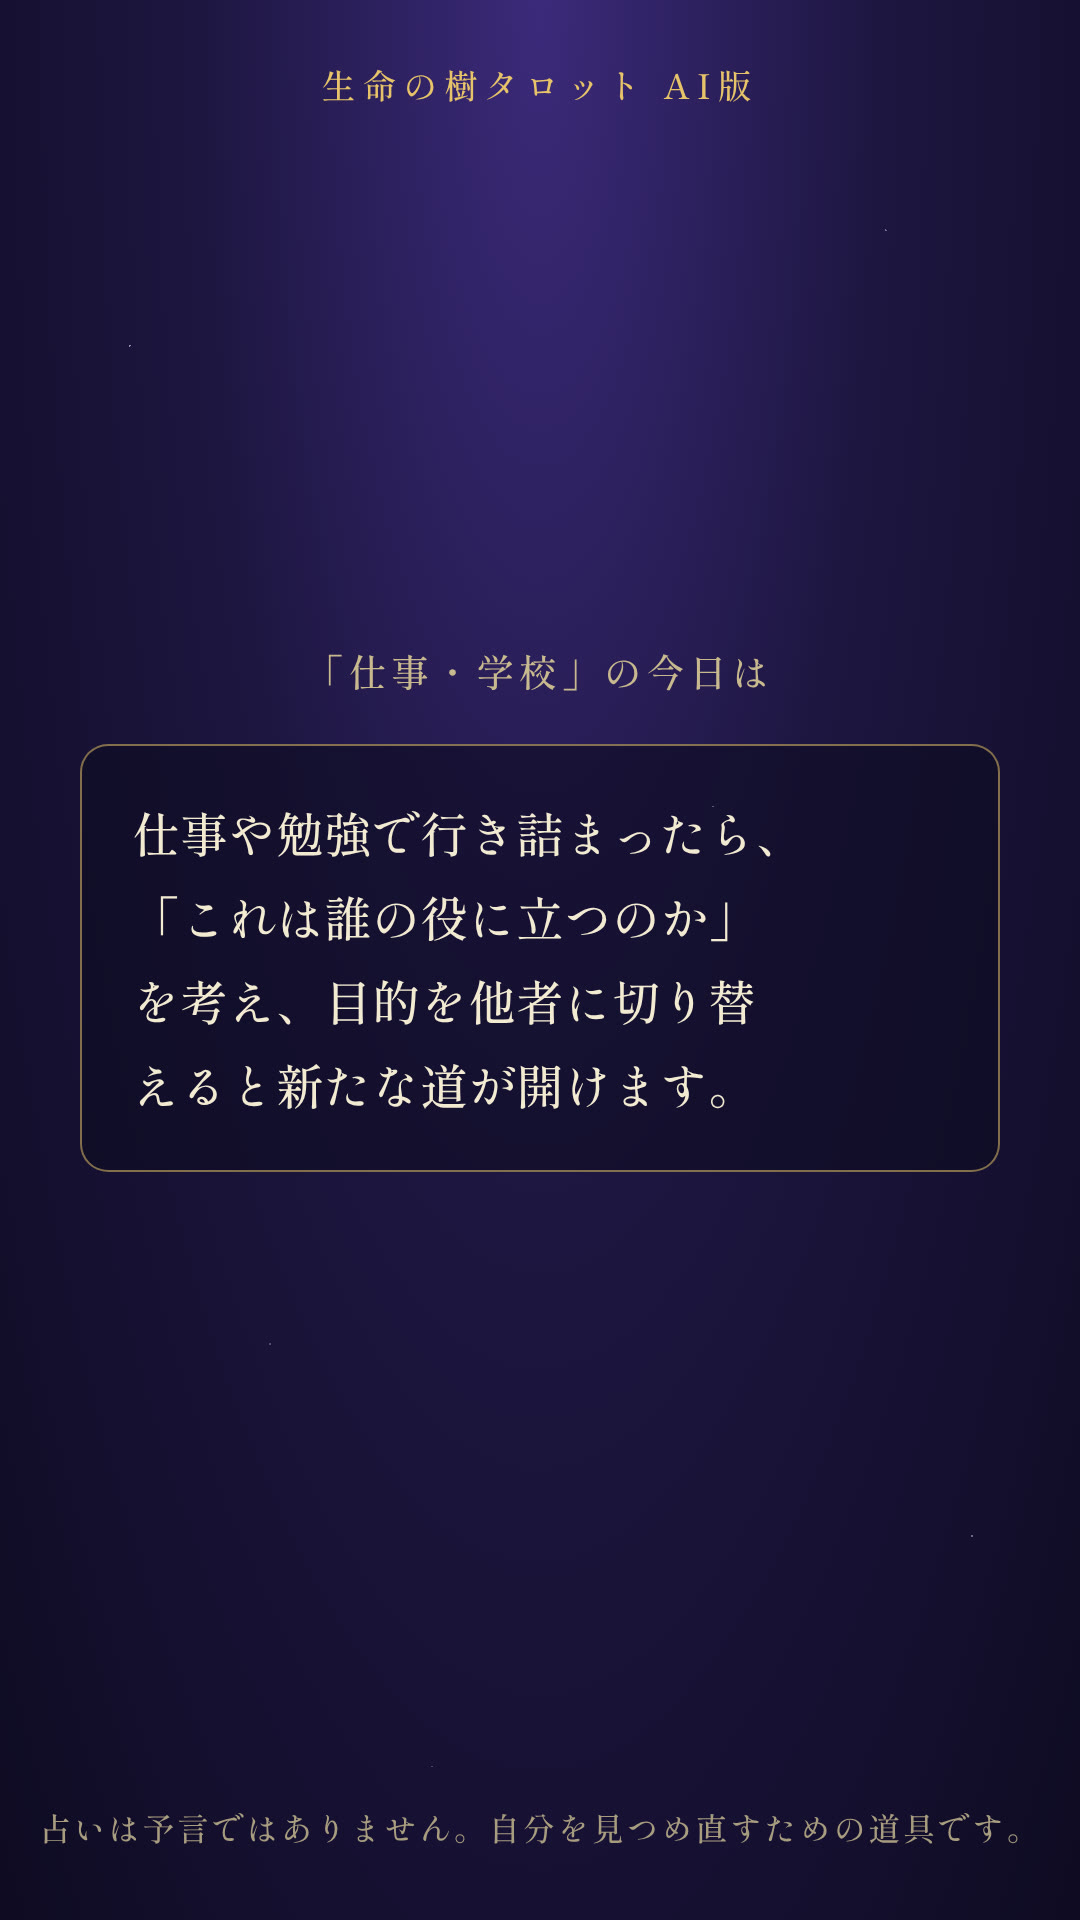 生命の樹タロット AI版
「仕事・学校」の今日は
仕事や勉強で行き詰まったら、
「これは誰の役に立つのか」
を考え、目的を他者に切り替
えると新たな道が開けます。
占いは予言ではありません。自分を見つめ直すための道具です。